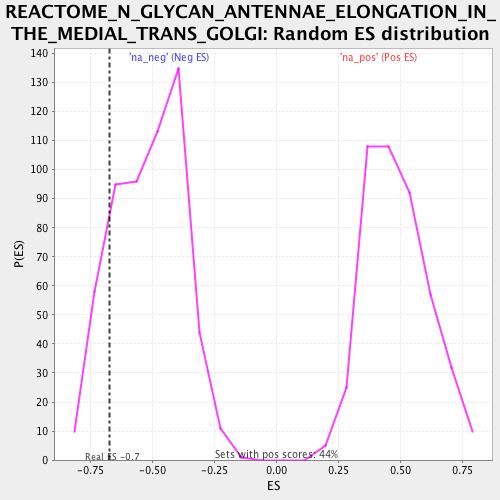 REACTOME_N_GLYCAN_ANTENNAE_ELONGATION_IN_
THE_MEDIAL_TRANS_GOLGI: Random ES distribution
'na_neg' (Neg ES)
'na_pos' (Pos ES)
P(ES)
140
130
120
110
100
90
80
70
60
50
40
30
20
10
0
Real ES -0.7
Sets with pos scores: 44%
-0.75 -0.50 -0.25 0.00 0.25 0.50 0.75
ES